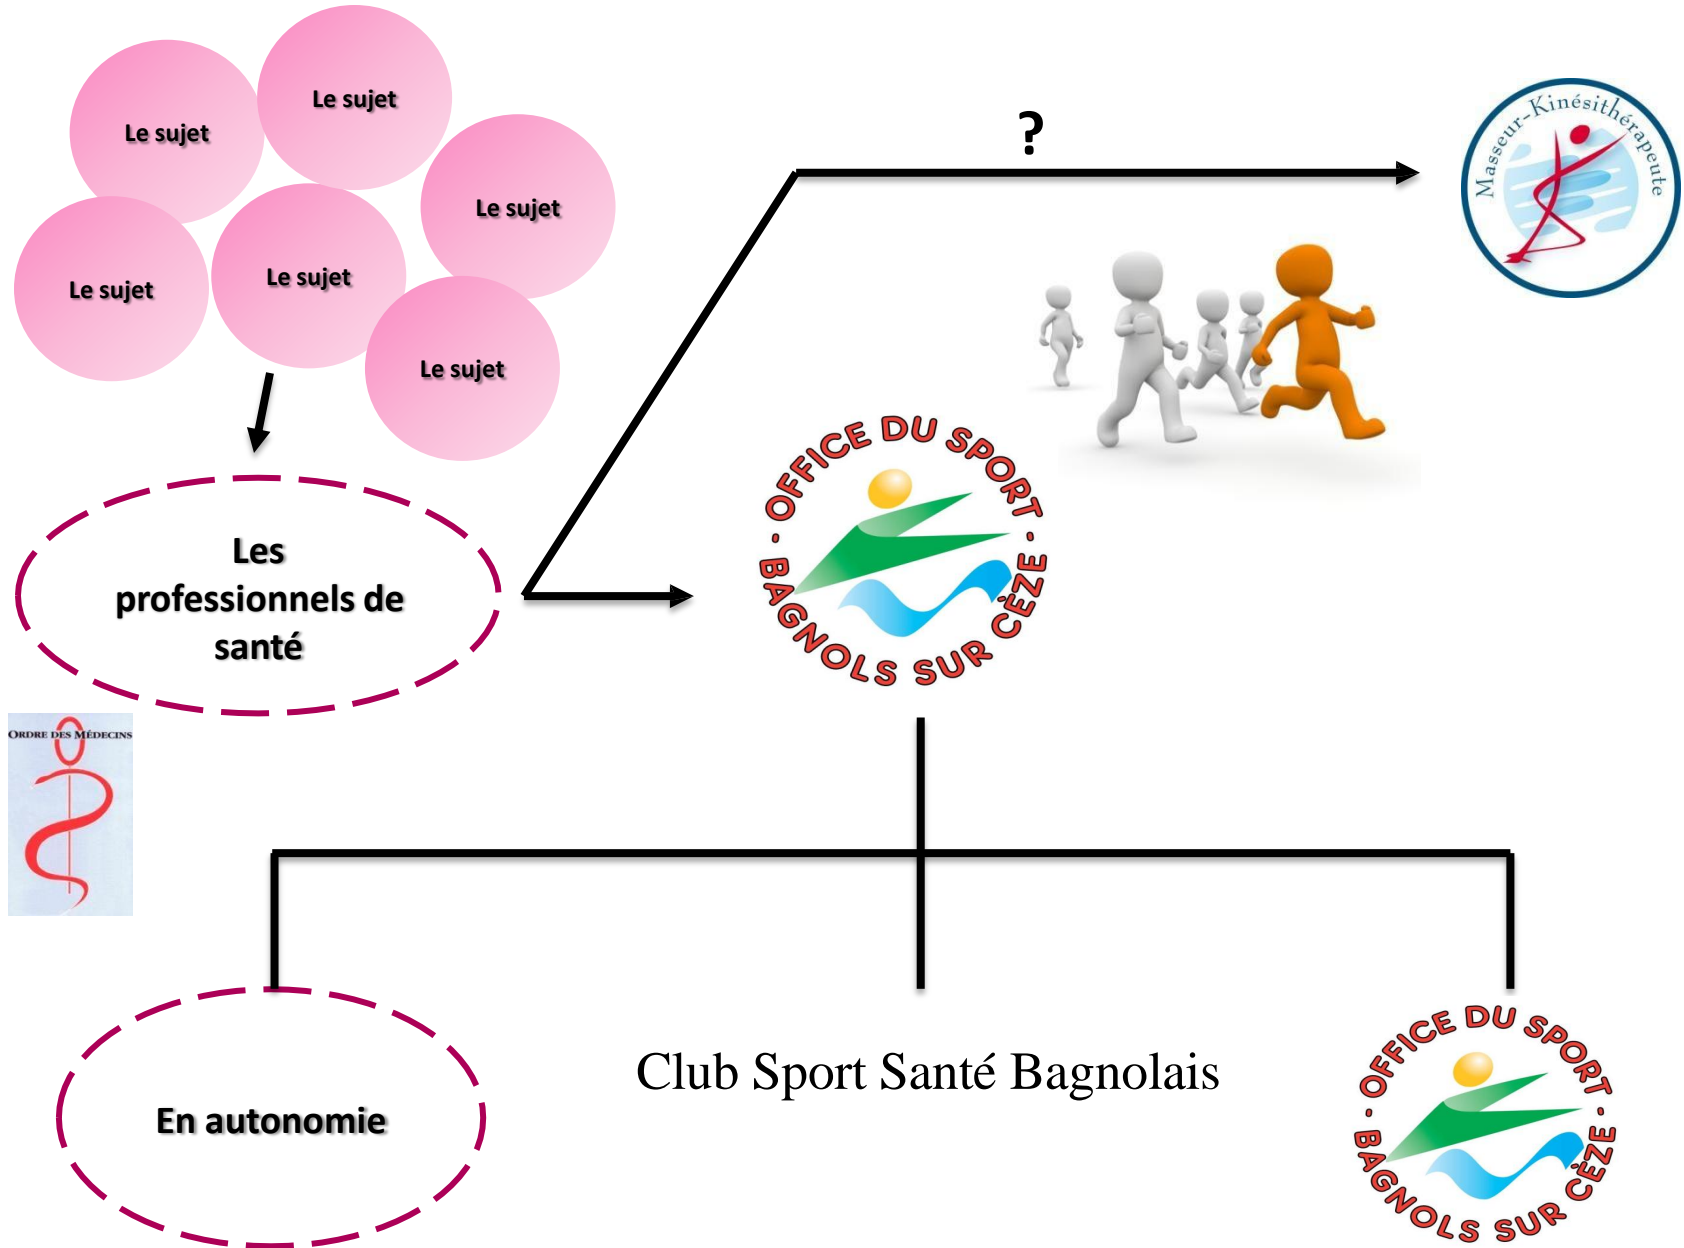 Le sujet
Le sujet
Le sujet
Le sujet
Le sujet
Le sujet
?
Masseur-Kinésithérapeute
Les
professionnels de
santé
OFFICE DU SPORT
- BAGNOLS SUR CÈZE -
ORDRE DES MÉDECINS
En autonomie
Club Sport Santé Bagnolais
OFFICE DU SPORT
- BAGNOLS SUR CÈZE -